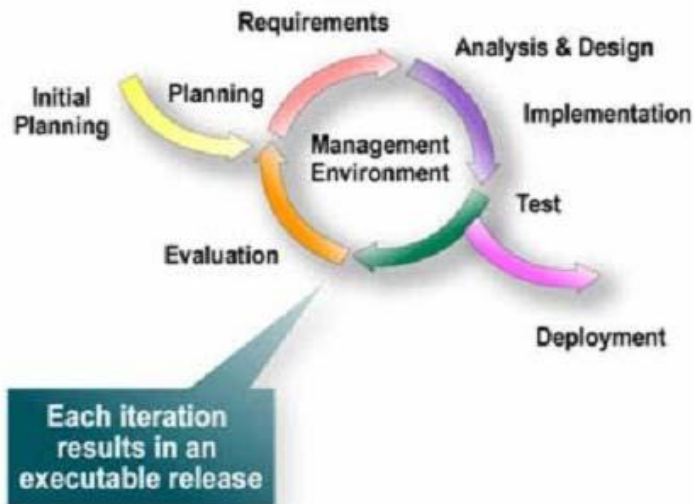 Requirements
Analysis & Design
Planning
Initial
Planning
Implementation
Management
Environment
Test
Evaluation
Deployment
Each iteration
results in an
executable release